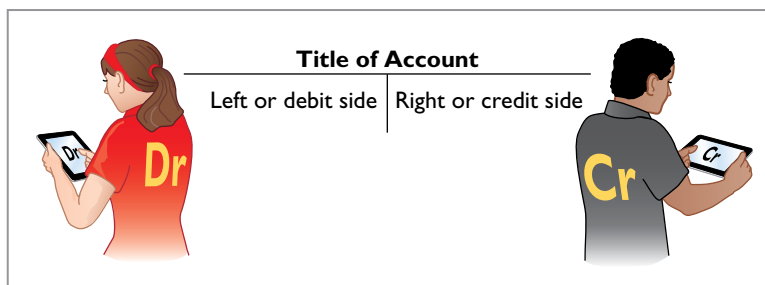 Title of Account
Left or debit side
Right or credit side
Dr
Dr
Cr
Cr